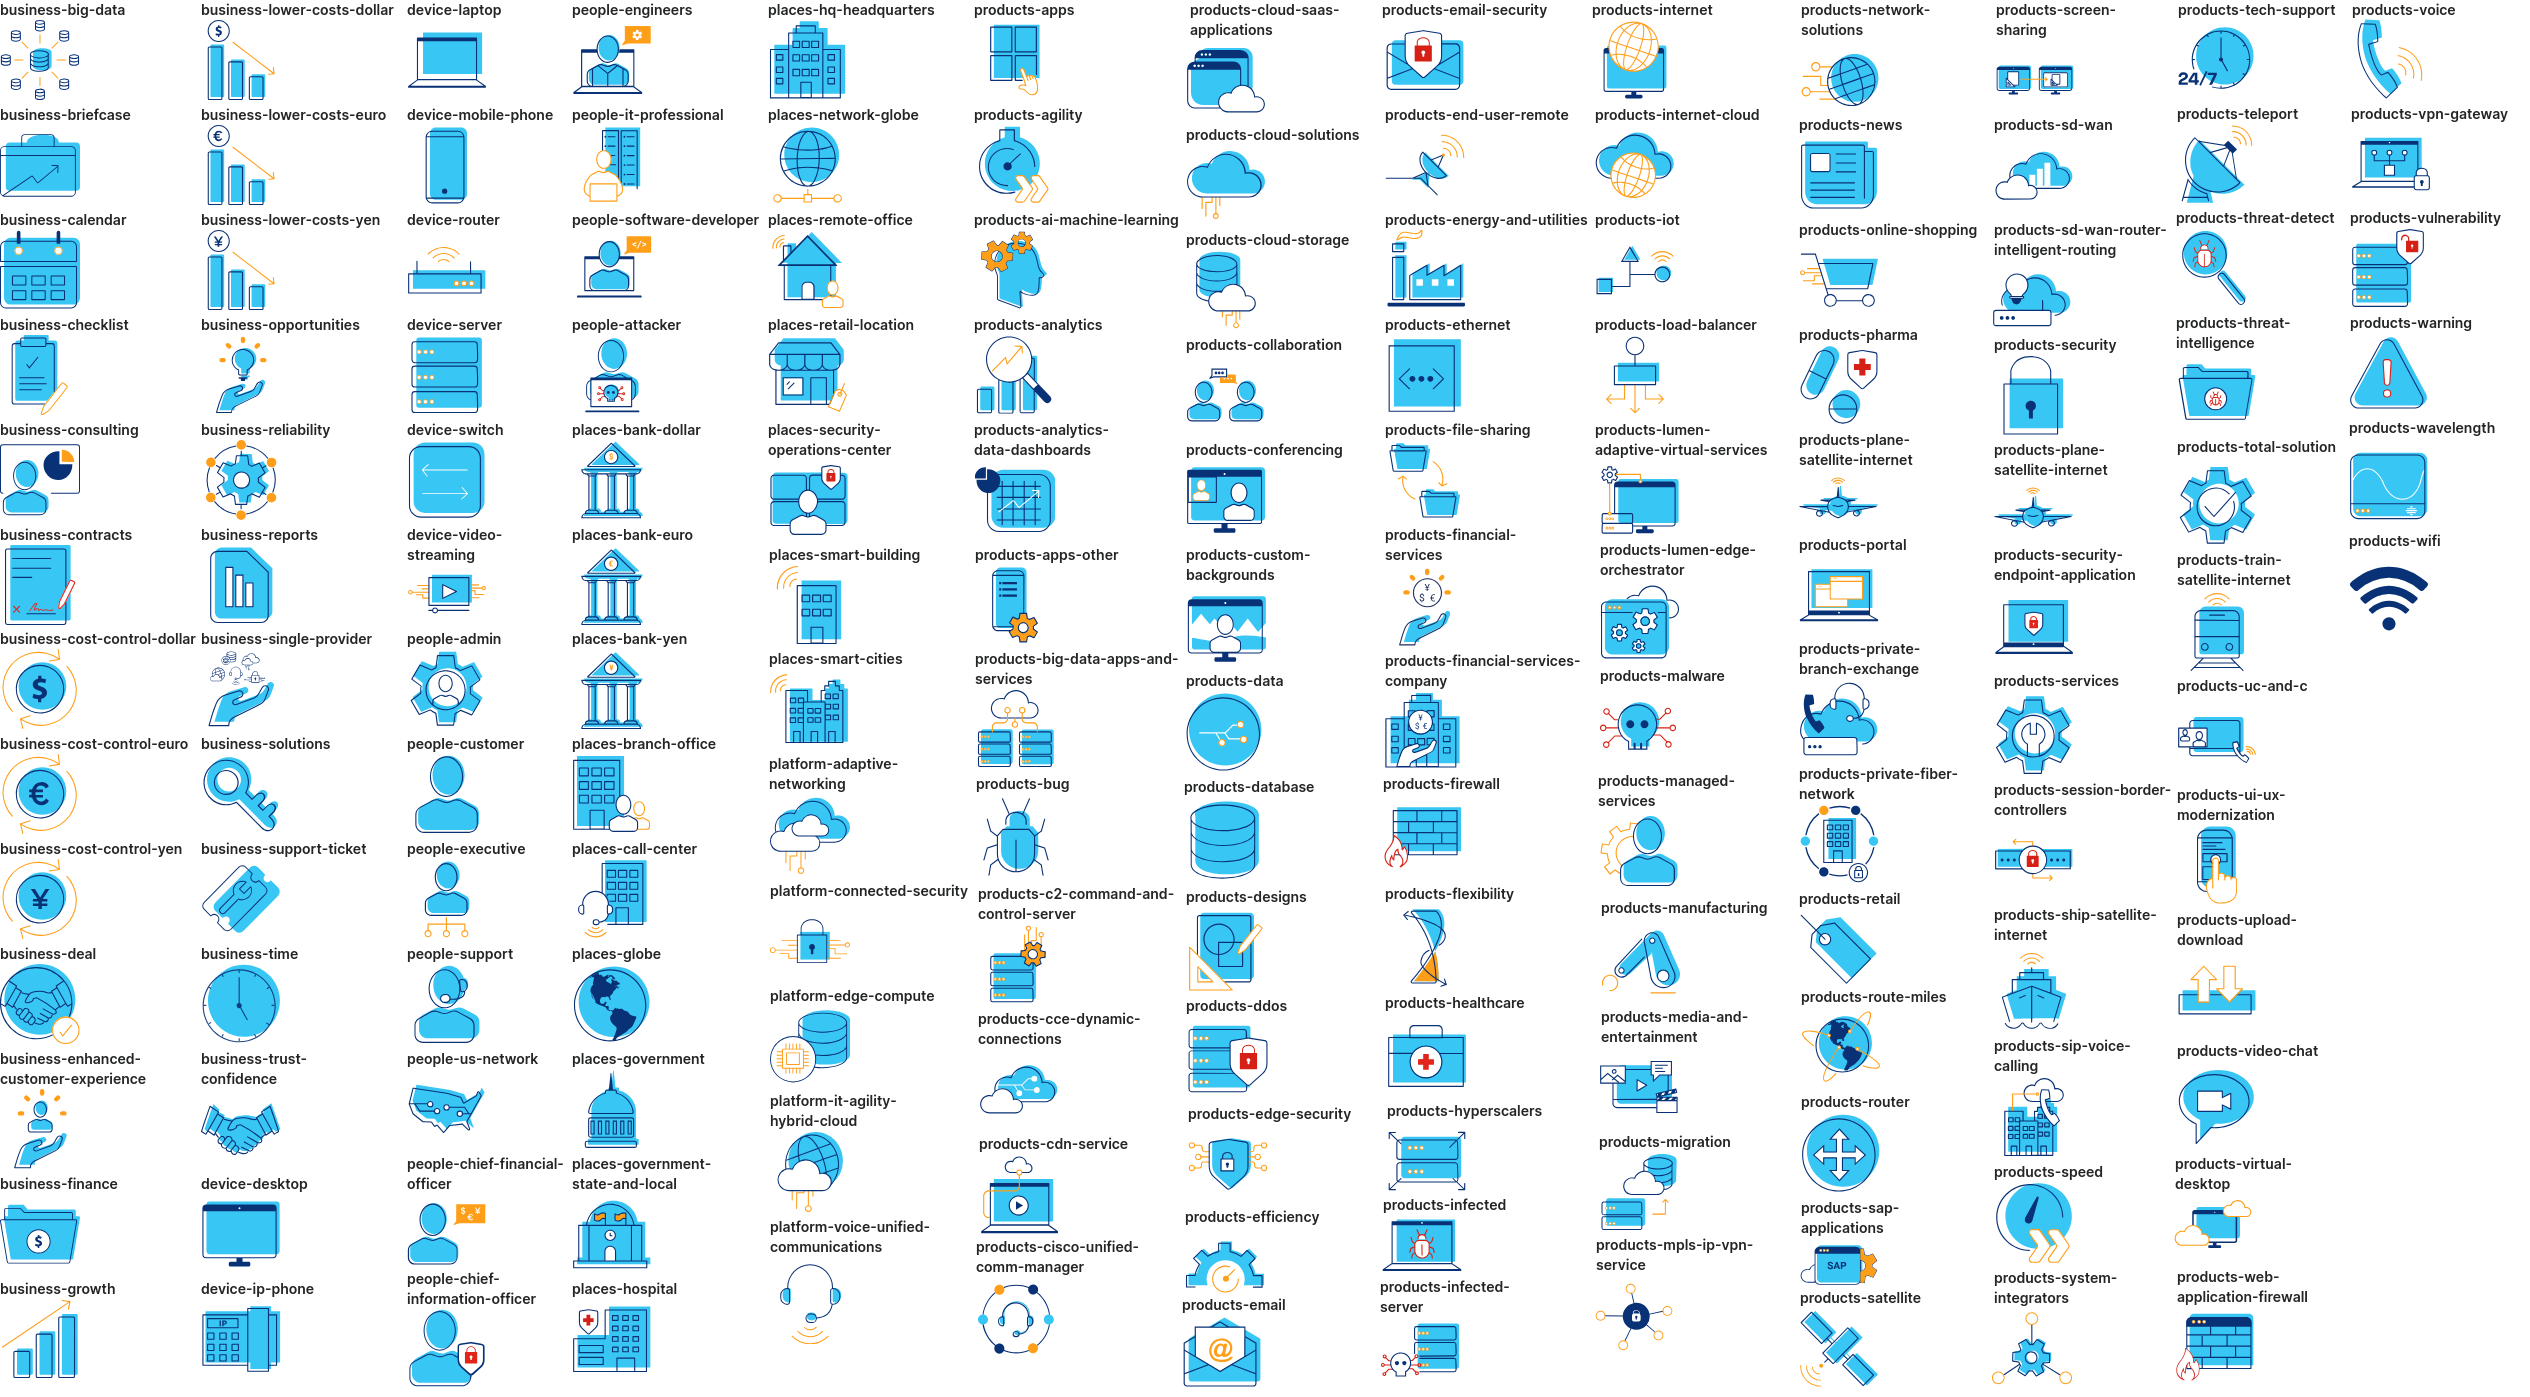 business-big-data
business-briefcase
business-calendar
business-checklist
business-consulting
business-contracts
business-cost-control-dollar
$
business-cost-control-euro
€
business-cost-control-yen
¥
business-deal
business-enhanced-
customer-experience
business-finance
$
business-growth
business-lower-costs-dollar
$
business-lower-costs-euro
€
business-lower-costs-yen
¥
business-opportunities
business-reliability
business-reports
business-single-provider
business-solutions
business-support-ticket
business-time
business-trust-
confidence
device-desktop
device-ip-phone
IP
device-laptop
device-mobile-phone
device-router
device-server
device-switch
device-video-
streaming
people-admin
people-customer
people-executive
people-support
people-us-network
people-chief-financial-
officer
$ ¥
€
people-chief-
information-officer
people-engineers
people-it-professional
people-software-developer
</>
people-attacker
places-bank-dollar
$
places-bank-euro
€
places-bank-yen
¥
places-branch-office
places-call-center
places-globe
places-government
places-government-
state-and-local
places-hospital
places-hq-headquarters
places-network-globe
places-remote-office
places-retail-location
places-security-
operations-center
places-smart-building
places-smart-cities
platform-adaptive-
networking
platform-connected-security
platform-edge-compute
platform-it-agility-
hybrid-cloud
platform-voice-unified-
communications
products-apps
products-agility
products-ai-machine-learning
products-analytics
products-analytics-
data-dashboards
products-apps-other
products-big-data-apps-and-
services
products-bug
products-c2-command-and-
control-server
products-cce-dynamic-
connections
products-cdn-service
products-cisco-unified-
comm-manager
products-cloud-saas-
applications
products-cloud-solutions
products-cloud-storage
products-collaboration
products-conferencing
products-custom-
backgrounds
products-data
products-database
products-designs
products-ddos
products-edge-security
products-efficiency
products-email
@
products-email-security
products-end-user-remote
products-energy-and-utilities
products-ethernet
products-file-sharing
products-financial-
services
¥
$ €
products-financial-services-
company
¥
$ €
products-firewall
products-flexibility
products-healthcare
products-hyperscalers
products-infected
products-infected-
server
products-internet
products-internet-cloud
products-iot
products-load-balancer
products-lumen-
adaptive-virtual-services
products-lumen-edge-
orchestrator
products-malware
products-managed-
services
products-manufacturing
products-media-and-
entertainment
products-migration
products-mpls-ip-vpn-
service
products-network-
solutions
products-news
products-online-shopping
products-pharma
products-plane-
satellite-internet
products-portal
products-private-
branch-exchange
products-private-fiber-
network
products-retail
products-route-miles
products-router
products-sap-
applications
SAP
products-satellite
products-screen-
sharing
products-sd-wan
products-sd-wan-router-
intelligent-routing
products-security
products-plane-
satellite-internet
products-security-
endpoint-application
products-services
products-session-border-
controllers
products-ship-satellite-
internet
products-sip-voice-
calling
products-speed
products-system-
integrators
products-tech-support
24/7
products-teleport
products-threat-detect
products-threat-
intelligence
products-total-solution
products-train-
satellite-internet
products-uc-and-c
products-ui-ux-
modernization
products-upload-
download
products-video-chat
products-virtual-
desktop
products-web-
application-firewall
products-voice
products-vpn-gateway
products-vulnerability
products-warning
products-wavelength
products-wifi